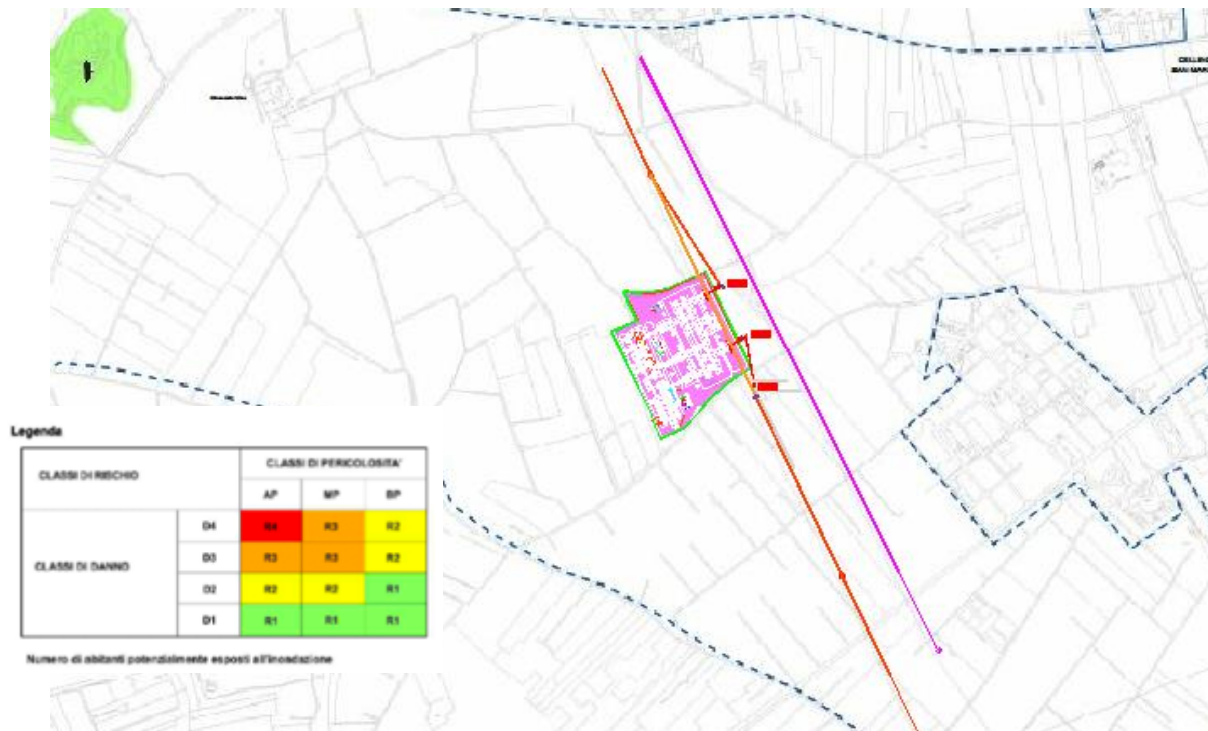 Legenda
CLASSI DI RISCHIO
CLASSI DI PERICOLOSITA'
AP MP BP
CLASSI DI DANNO
D4 R4 R3 R2
D3 R3 R3 R2
D2 R2 R2 R1
D1 R1 R1 R1
Numero di abitanti potenzialmente esposti all'inondazione